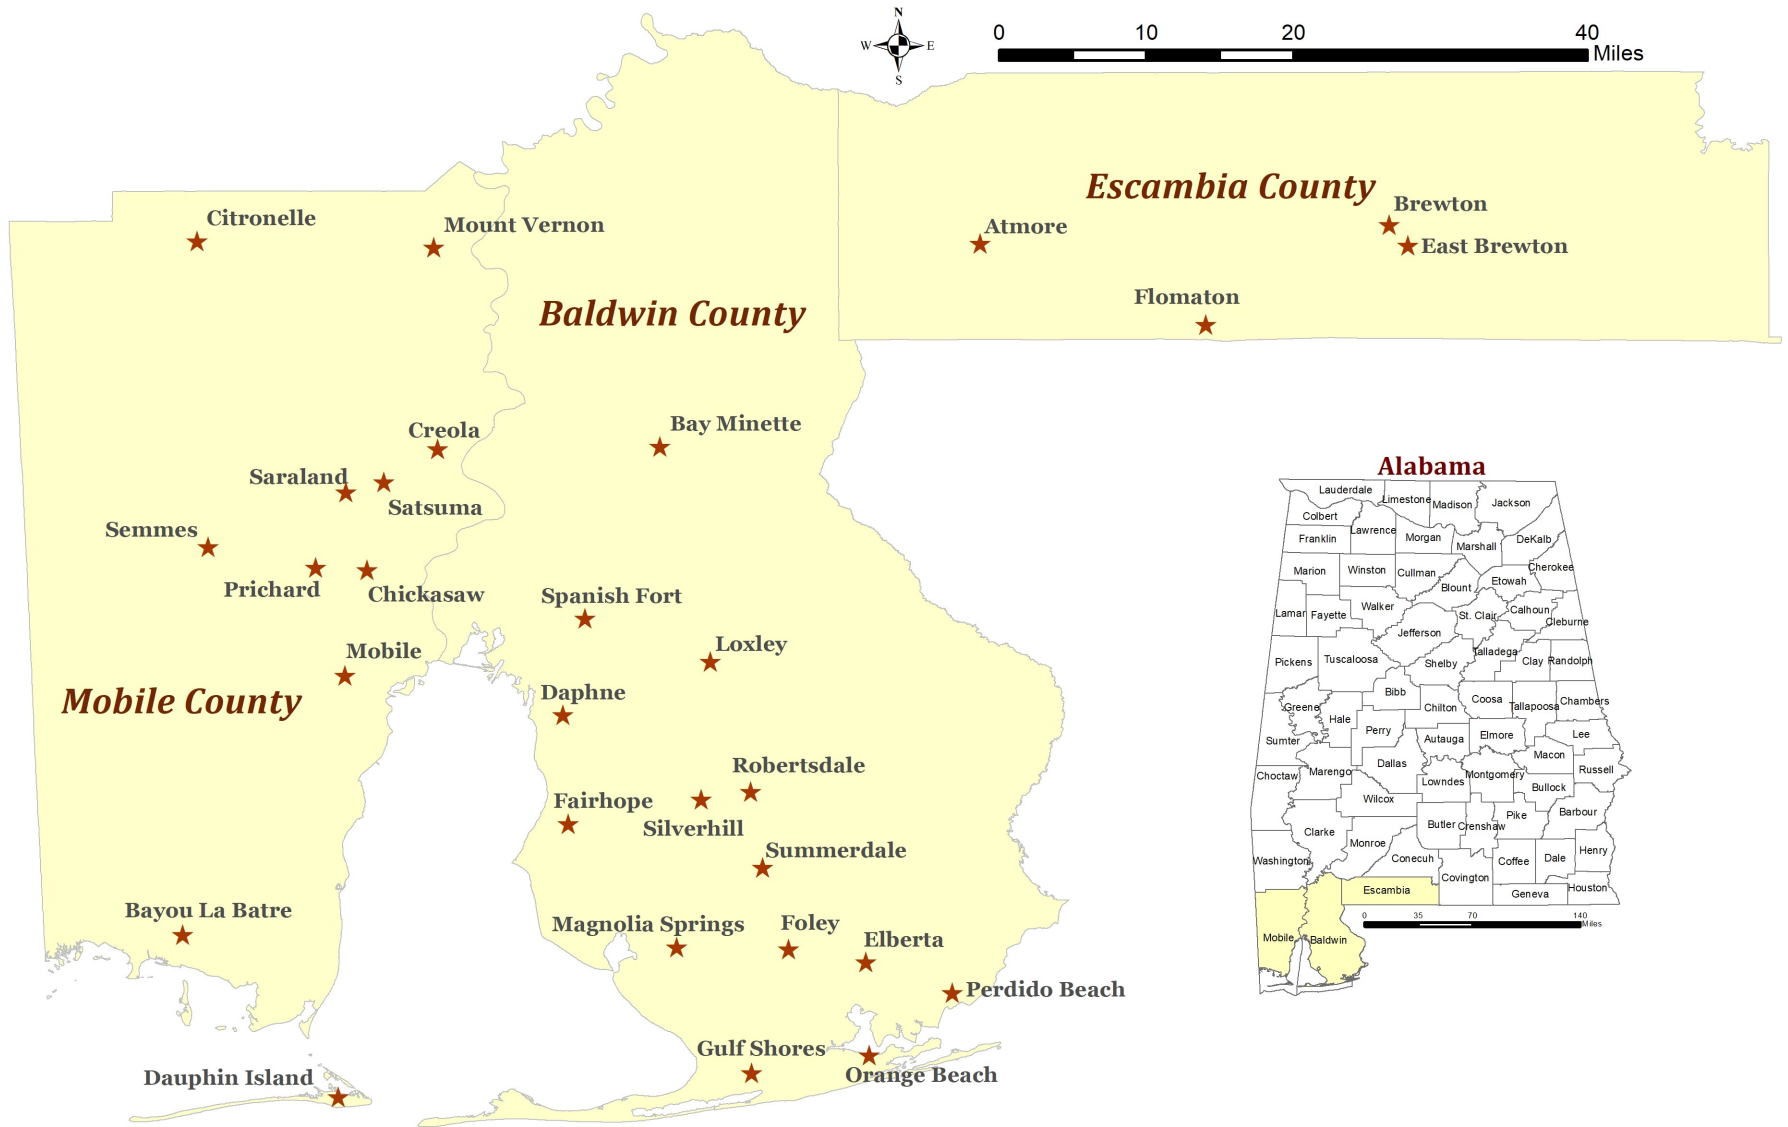 N
W E
S
0 10 20 40
Miles
Escambia County
Brewton
Citronelle
Mount Vernon
Atmore
East Brewton
Baldwin County
Flomaton
Bay Minette
Creola
Saraland
Satsuma
Semmes
Prichard
Chickasaw
Spanish Fort
Loxley
Mobile
Mobile County
Daphne
Robertsdale
Fairhope
Silverhill
Summerdale
Bayou La Batre
Magnolia Springs
Foley
Elberta
Perdido Beach
Gulf Shores
Orange Beach
Dauphin Island
Alabama
Lauderdale
Limestone
Madison
Jackson
Colbert
Lawrence
Franklin
Morgan
Marshall
DeKalb
Marion
Winston
Cullman
Cherokee
Blount
Etowah
Lamar
Fayette
Walker
St. Clair
Calhoun
Cleburne
Jefferson
Pickens
Tuscaloosa
Shelby
Talladega
Clay
Randolph
Bibb
Greene
Hale
Chilton
Coosa
Tallapoosa
Chambers
Perry
Sumter
Autauga
Elmore
Lee
Choctaw
Marengo
Dallas
Lowndes
Montgomery
Macon
Russell
Bullock
Wilcox
Clarke
Butler
Crenshaw
Pike
Barbour
Monroe
Washington
Conecuh
Covington
Coffee
Dale
Henry
Escambia
Geneva
Houston
0 35 70 140
Miles
Mobile
Baldwin